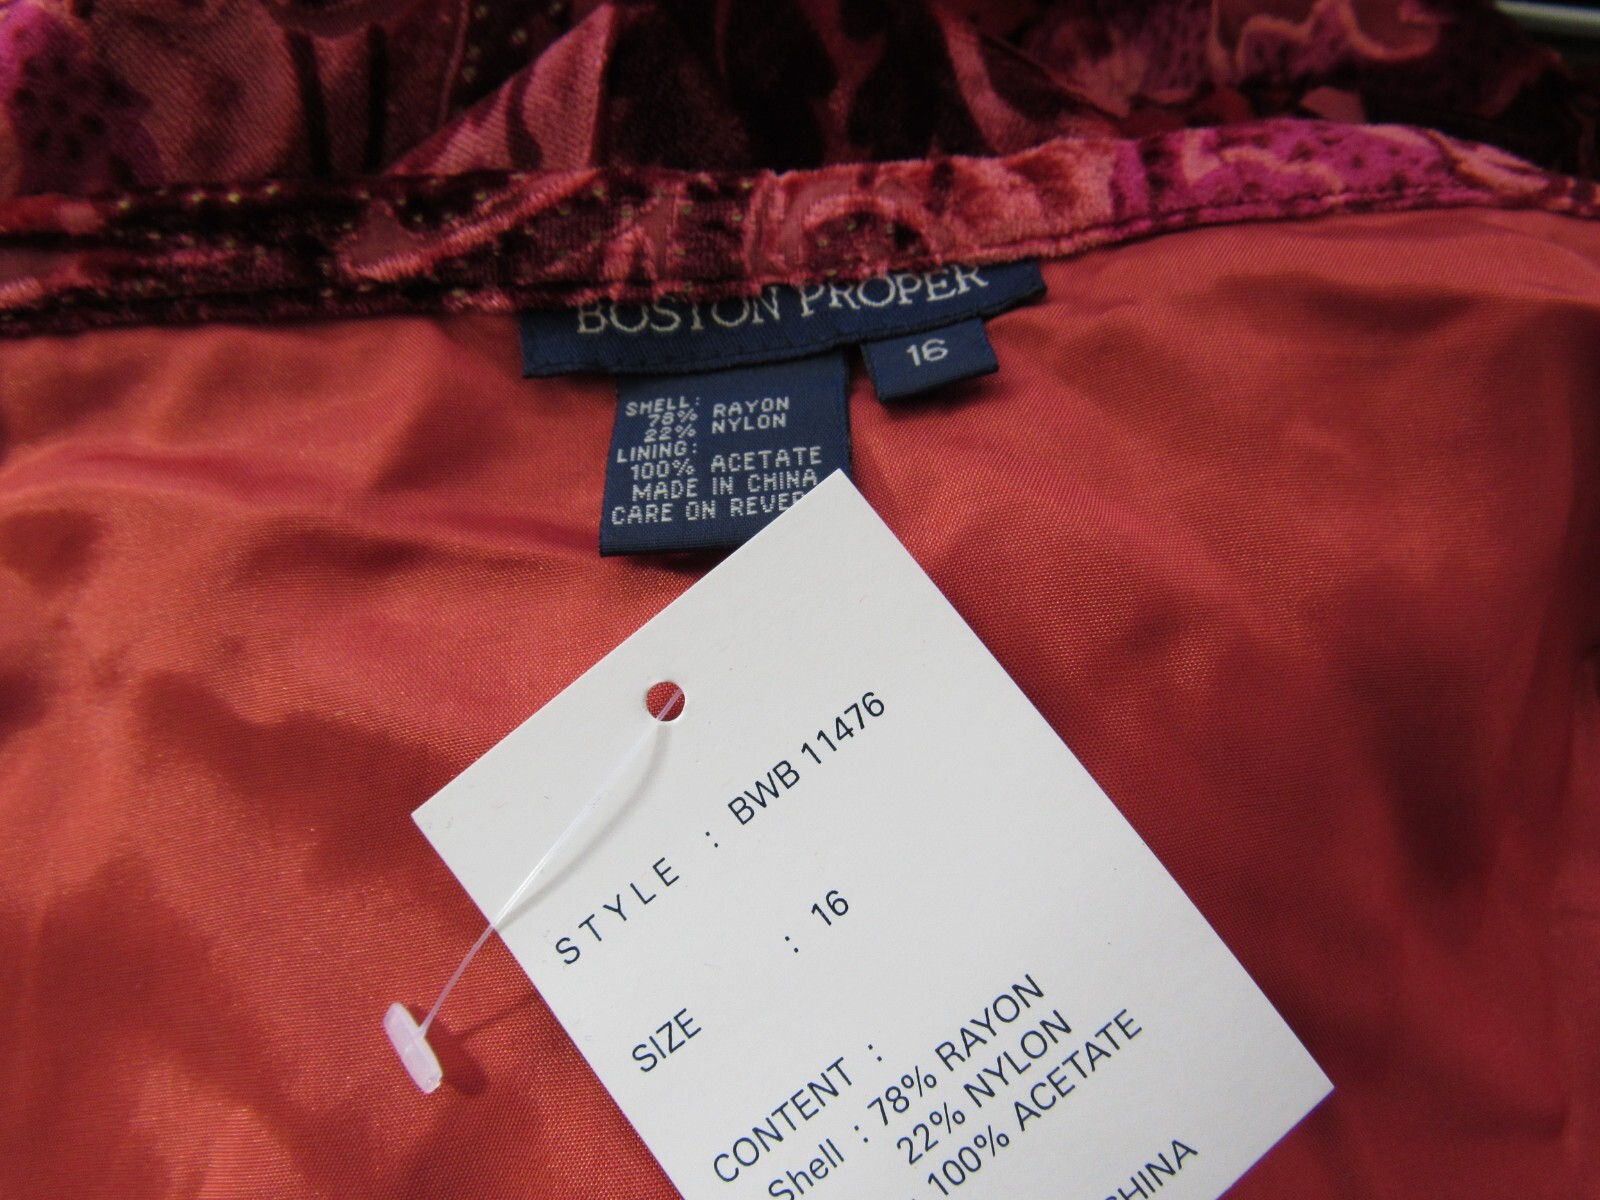 BOSTON PROPER
16
SHELL:
78% RAYON
22% NYLON
LINING:
100% ACETATE
MADE IN CHINA
CARE ON
STYLE : BWB 11476
SIZE : 16
CONTENT :
Shell : 78% RAYON
22% NYLON
100% ACETATE
CHINA